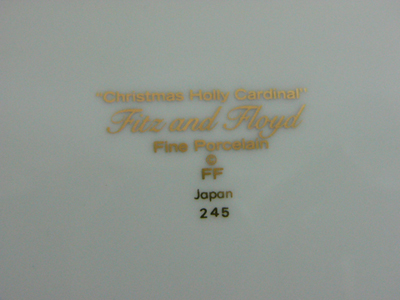 "Christmas Holly Cardinal"
Fitz and Floyd
Fine Porcelain
©
FF
Japan
245